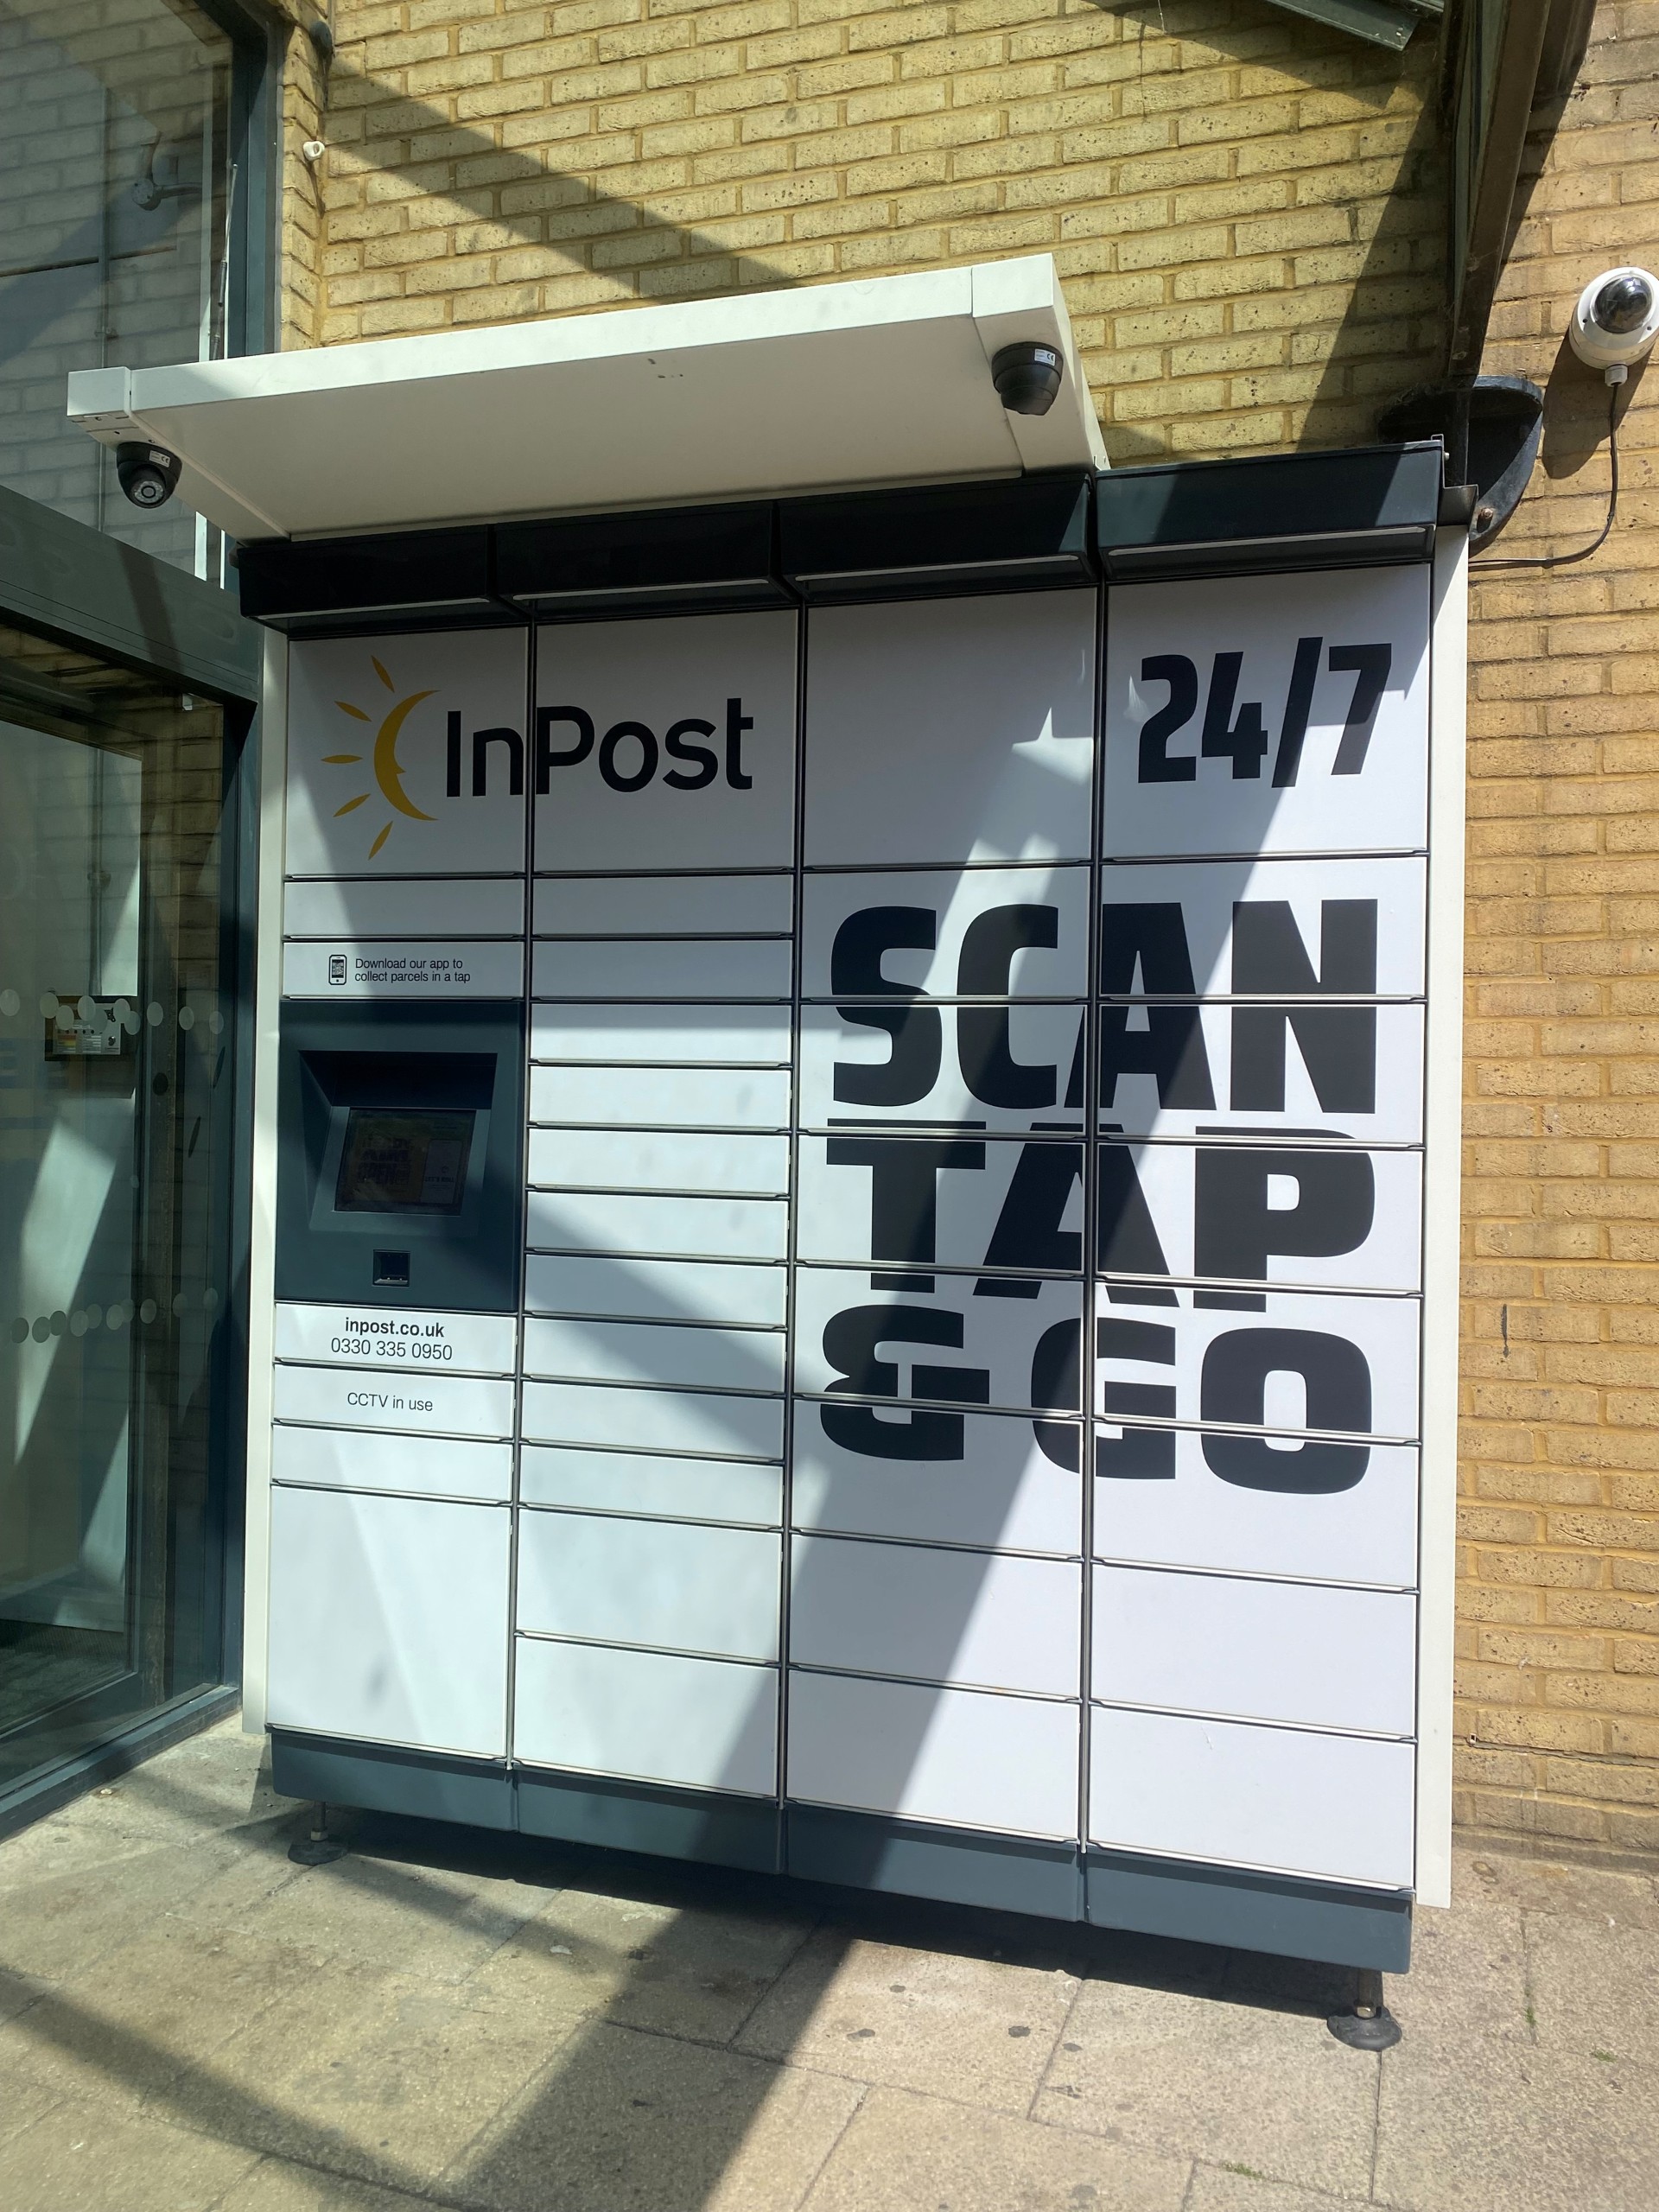 InPost
24/7
Download our app to
collect parcels in a tap
SCAN
TAP
& GO
inpost.co.uk
0330 335 0950
CCTV in use